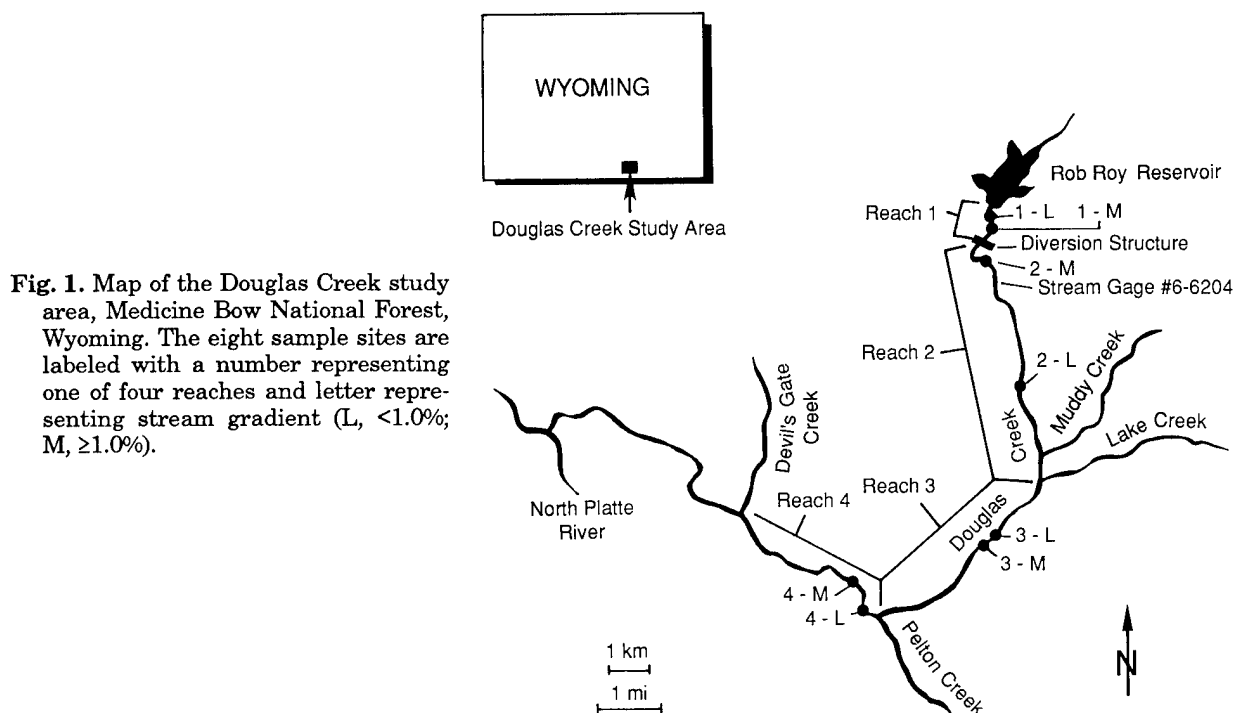 WYOMING
Douglas Creek Study Area
Fig. 1. Map of the Douglas Creek study
area, Medicine Bow National Forest,
Wyoming. The eight sample sites are
labeled with a number representing
one of four reaches and letter repre-
senting stream gradient (L, <1.0%;
M, ≥1.0%).
Rob Roy Reservoir
Reach 1
1 - L 1 - M
Diversion Structure
2 - M
Stream Gage #6-6204
Reach 2
2 - L
Muddy Creek
Lake Creek
Devil's Gate
Creek
Douglas
Creek
North Platte
River
Reach 4
Reach 3
3 - L
3 - M
4 - M
4 - L
Pelton Creek
1 km
1 mi
N